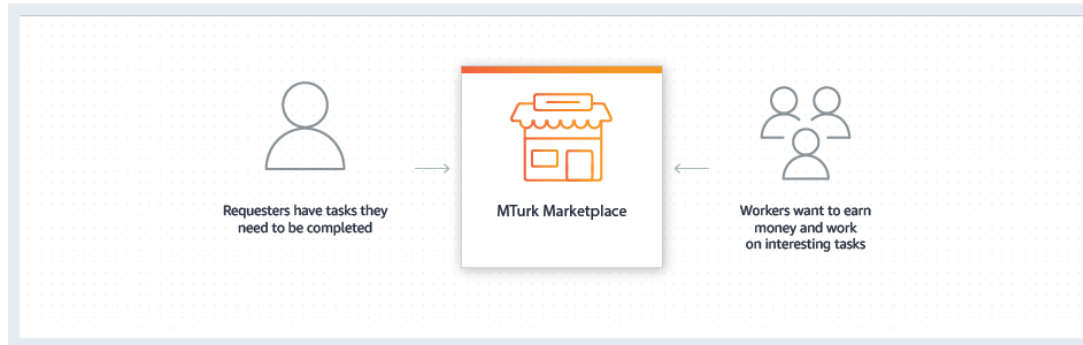 Requesters have tasks they
need to be completed
MTurk Marketplace
Workers want to earn
money and work
on interesting tasks